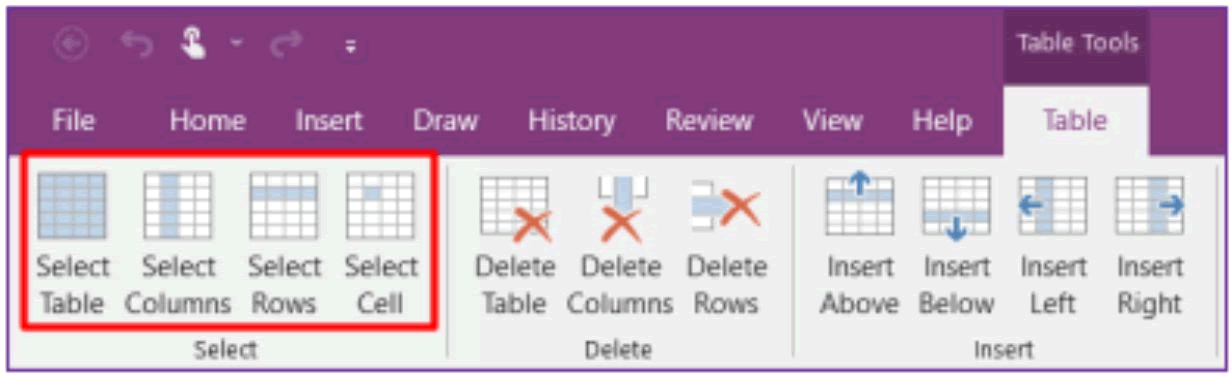 Table Tools
File Home Insert Draw History Review View Help Table
Select Select Select Select Delete Delete Delete Insert Insert Insert Insert
Table Columns Rows Cell Table Columns Rows Above Below Left Right
Select Delete Insert